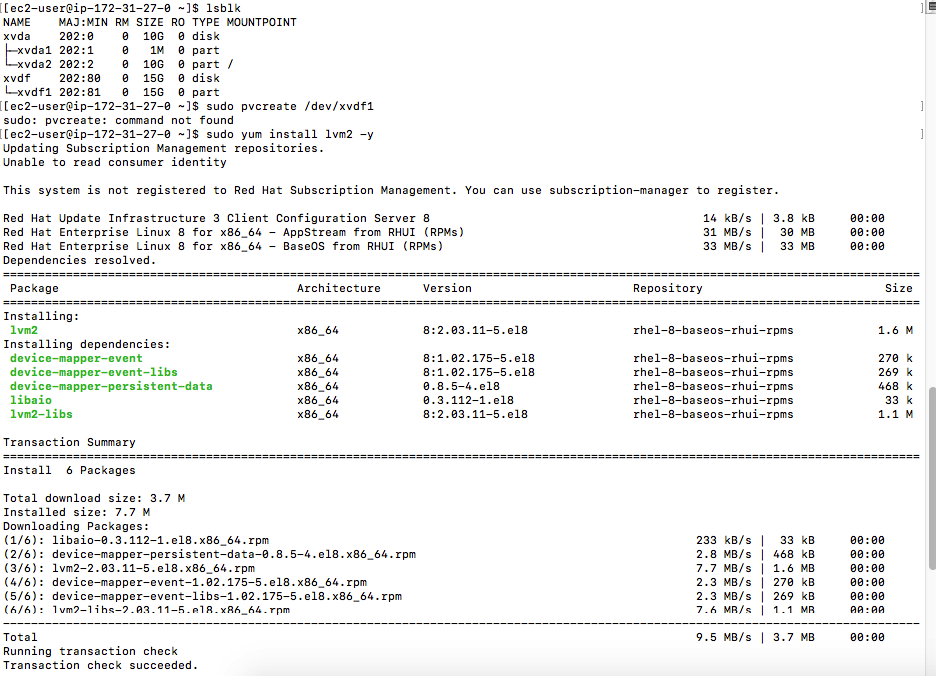 [[ec2-user@ip-172-31-27-0 ~]$ lsblk ]
NAME    MAJ:MIN RM SIZE RO TYPE MOUNTPOINT
xvda    202:0    0  10G  0 disk
├─xvda1 202:1    0   1M  0 part
└─xvda2 202:2    0  10G  0 part /
xvdf    202:80   0  15G  0 disk
└─xvdf1 202:81   0  15G  0 part
[[ec2-user@ip-172-31-27-0 ~]$ sudo pvcreate /dev/xvdf1 ]
sudo: pvcreate: command not found
[[ec2-user@ip-172-31-27-0 ~]$ sudo yum install lvm2 -y ]
Updating Subscription Management repositories.
Unable to read consumer identity
This system is not registered to Red Hat Subscription Management. You can use subscription-manager to register.
Red Hat Update Infrastructure 3 Client Configuration Server 8 14 kB/s | 3.8 kB 00:00
Red Hat Enterprise Linux 8 for x86_64 - AppStream from RHUI (RPMs) 31 MB/s | 30 MB 00:00
Red Hat Enterprise Linux 8 for x86_64 - BaseOS from RHUI (RPMs) 33 MB/s | 33 MB 00:00
Dependencies resolved.
Package Architecture Version Repository Size
Installing:
lvm2 x86_64 8:2.03.11-5.el8 rhel-8-baseos-rhui-rpms 1.6 M
Installing dependencies:
device-mapper-event x86_64 8:1.02.175-5.el8 rhel-8-baseos-rhui-rpms 270 k
device-mapper-event-libs x86_64 8:1.02.175-5.el8 rhel-8-baseos-rhui-rpms 269 k
device-mapper-persistent-data x86_64 0.8.5-4.el8 rhel-8-baseos-rhui-rpms 468 k
libaio x86_64 0.3.112-1.el8 rhel-8-baseos-rhui-rpms 33 k
lvm2-libs x86_64 8:2.03.11-5.el8 rhel-8-baseos-rhui-rpms 1.1 M
Transaction Summary
Install  6 Packages
Total download size: 3.7 M
Installed size: 7.7 M
Downloading Packages:
(1/6): libaio-0.3.112-1.el8.x86_64.rpm 233 kB/s | 33 kB 00:00
(2/6): device-mapper-persistent-data-0.8.5-4.el8.x86_64.rpm 2.8 MB/s | 468 kB 00:00
(3/6): lvm2-2.03.11-5.el8.x86_64.rpm 7.7 MB/s | 1.6 MB 00:00
(4/6): device-mapper-event-1.02.175-5.el8.x86_64.rpm 2.3 MB/s | 270 kB 00:00
(5/6): device-mapper-event-libs-1.02.175-5.el8.x86_64.rpm 2.3 MB/s | 269 kB 00:00
(6/6): lvm2-libs-2.03.11-5.el8.x86_64.rpm 7.6 MB/s | 1.1 MB 00:00
Total 9.5 MB/s | 3.7 MB 00:00
Running transaction check
Transaction check succeeded.